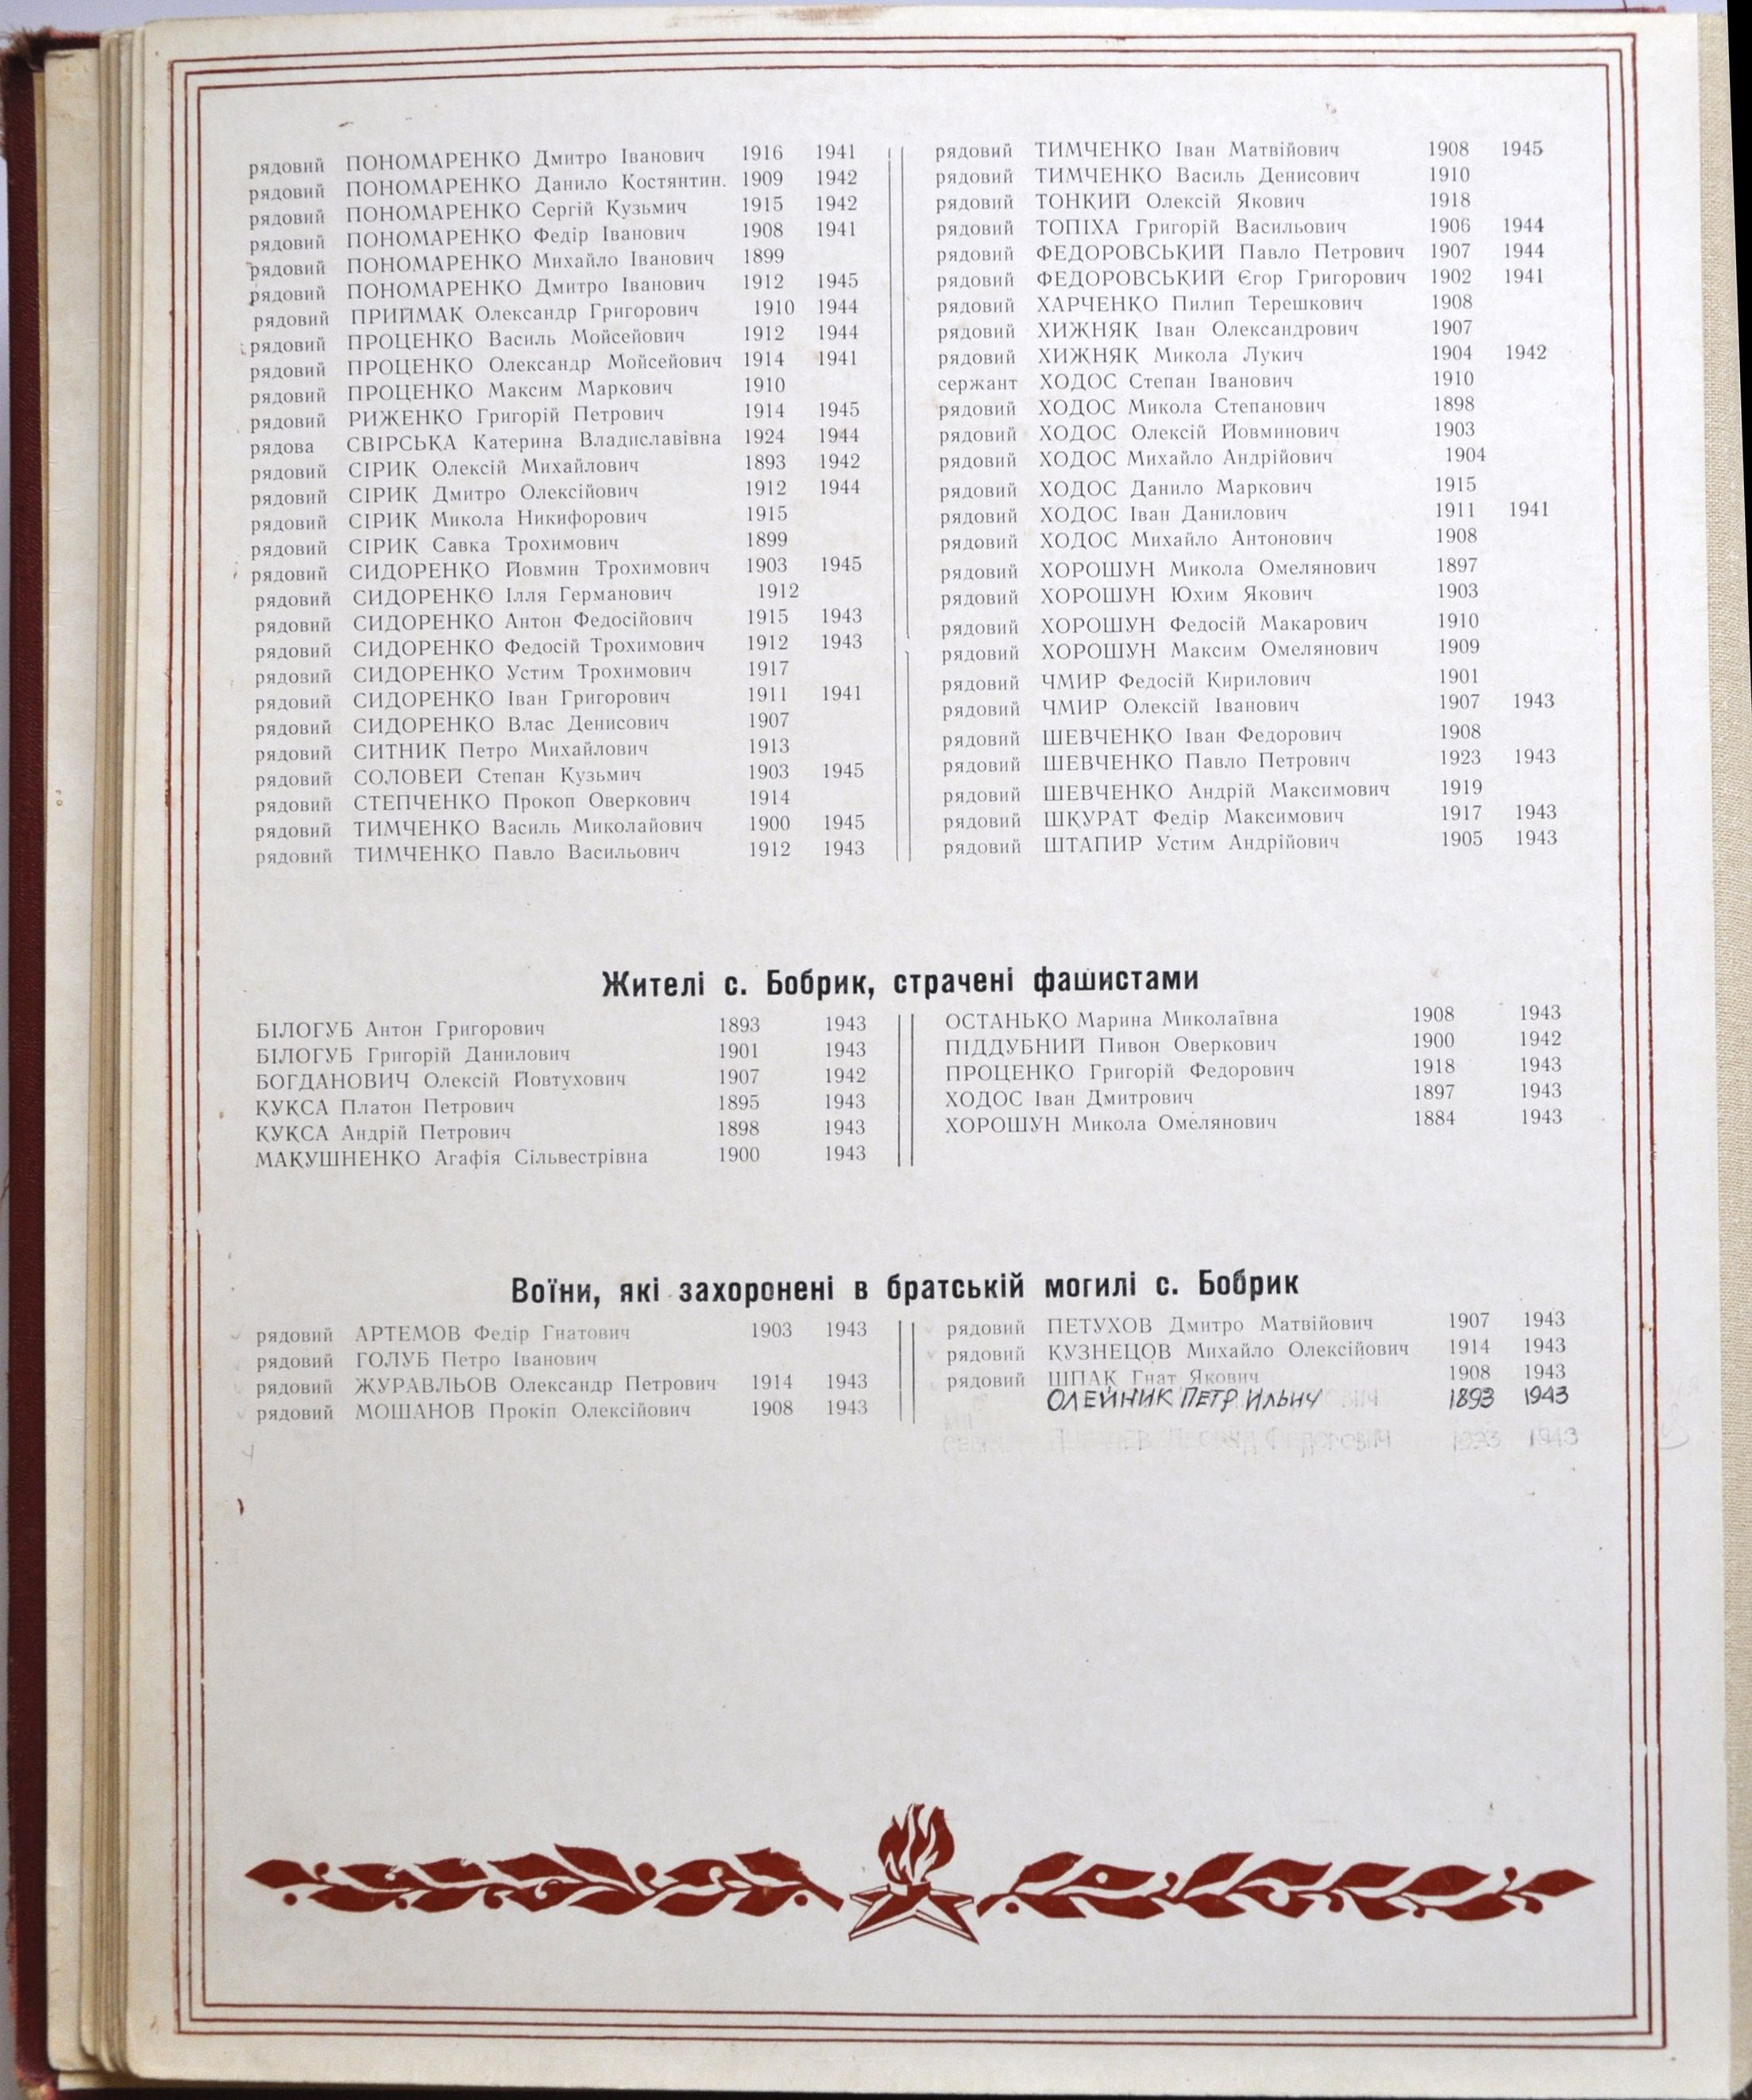 рядовий ПОНОМАРЕНКО Дмитро Іванович 1916 1941
рядовий ПОНОМАРЕНКО Данило Костянтин. 1909 1942
рядовий ПОНОМАРЕНКО Сергій Кузьмич 1915 1942
рядовий ПОНОМАРЕНКО Федір Іванович 1908 1941
рядовий ПОНОМАРЕНКО Михайло Іванович 1899
рядовий ПОНОМАРЕНКО Дмитро Іванович 1912 1945
рядовий ПРИЙМАК Олександр Григорович 1910 1944
рядовий ПРОЦЕНКО Василь Мойсейович 1912 1944
рядовий ПРОЦЕНКО Олександр Мойсейович 1914 1941
рядовий ПРОЦЕНКО Максим Маркович 1910
рядовий РИЖЕНКО Григорій Петрович 1914 1945
рядова СВІРСЬКА Катерина Владиславівна 1924 1944
рядовий СІРИК Олексій Михайлович 1893 1942
рядовий СІРИК Дмитро Олексійович 1912 1944
рядовий СІРИК Микола Никифорович 1915
рядовий СІРИК Савка Трохимович 1899
рядовий СИДОРЕНКО Йовмин Трохимович 1903 1945
рядовий СИДОРЕНКО Ілля Германович 1912
рядовий СИДОРЕНКО Антон Федосійович 1915 1943
рядовий СИДОРЕНКО Федосій Трохимович 1912 1943
рядовий СИДОРЕНКО Устим Трохимович 1917
рядовий СИДОРЕНКО Іван Григорович 1911 1941
рядовий СИДОРЕНКО Влас Денисович 1907
рядовий СИТНИК Петро Михайлович 1913
рядовий СОЛОВЕЙ Степан Кузьмич 1903 1945
рядовий СТЕПЧЕНКО Прокоп Оверкович 1914
рядовий ТИМЧЕНКО Василь Миколайович 1900 1945
рядовий ТИМЧЕНКО Павло Васильович 1912 1943
рядовий ТИМЧЕНКО Іван Матвійович 1908 1945
рядовий ТИМЧЕНКО Василь Денисович 1910
рядовий ТОНКИЙ Олексій Якович 1918
рядовий ТОПІХА Григорій Васильович 1906 1944
рядовий ФЕДОРОВСЬКИЙ Павло Петрович 1907 1944
рядовий ФЕДОРОВСЬКИЙ Єгор Григорович 1902 1941
рядовий ХАРЧЕНКО Пилип Терешкович 1908
рядовий ХИЖНЯК Іван Олександрович 1907
рядовий ХИЖНЯК Микола Лукич 1904 1942
сержант ХОДОС Степан Іванович 1910
рядовий ХОДОС Микола Степанович 1898
рядовий ХОДОС Олексій Йовминович 1903
рядовий ХОДОС Михайло Андрійович 1904
рядовий ХОДОС Данило Маркович 1915
рядовий ХОДОС Іван Данилович 1911 1941
рядовий ХОДОС Михайло Антонович 1908
рядовий ХОРОШУН Микола Омелянович 1897
рядовий ХОРОШУН Юхим Якович 1903
рядовий ХОРОШУН Федосій Макарович 1910
рядовий ХОРОШУН Максим Омелянович 1909
рядовий ЧМИР Федосій Кирилович 1901
рядовий ЧМИР Олексій Іванович 1907 1943
рядовий ШЕВЧЕНКО Іван Федорович 1908
рядовий ШЕВЧЕНКО Павло Петрович 1923 1943
рядовий ШЕВЧЕНКО Андрій Максимович 1919
рядовий ШКУРАТ Федір Максимович 1917 1943
рядовий ШТАПИР Устим Андрійович 1905 1943
Жителі с. Бобрик, страчені фашистами
БІЛОГУБ Антон Григорович 1893 1943
БІЛОГУБ Григорій Данилович 1901 1943
БОГДАНОВИЧ Олексій Йовтухович 1907 1942
КУКСА Платон Петрович 1895 1943
КУКСА Андрій Петрович 1898 1943
МАКУШНЕНКО Агафія Сільвестрівна 1900 1943
ОСТАНЬКО Марина Миколаївна 1908 1943
ПІДДУБНИЙ Пивон Оверкович 1900 1942
ПРОЦЕНКО Григорій Федорович 1918 1943
ХОДОС Іван Дмитрович 1897 1943
ХОРОШУН Микола Омелянович 1884 1943
Воїни, які захоронені в братській могилі с. Бобрик
рядовий АРТЕМОВ Федір Гнатович 1903 1943
рядовий ГОЛУБ Петро Іванович
рядовий ЖУРАВЛЬОВ Олександр Петрович 1914 1943
рядовий МОШАНОВ Прокіп Олексійович 1908 1943
рядовий ПЕТУХОВ Дмитро Матвійович 1907 1943
рядовий КУЗНЕЦОВ Михайло Олексійович 1914 1943
рядовий ШПАК Гнат Якович 1908 1943
ОЛЕЙНИК ПЕТР ИЛЬИЧ 1893 1943